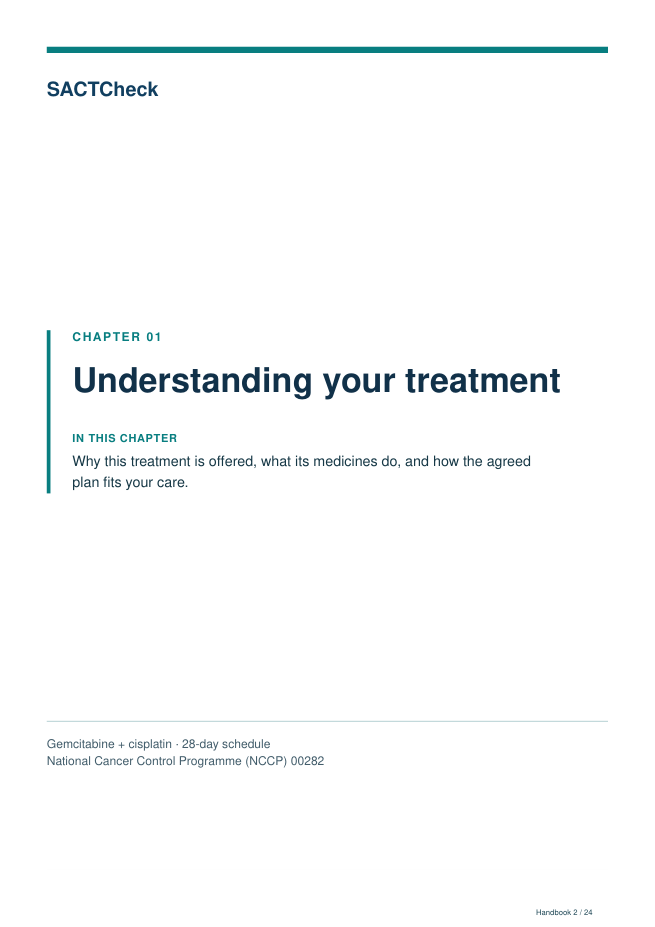 SACTCheck
CHAPTER 01
Understanding your treatment
IN THIS CHAPTER
Why this treatment is offered, what its medicines do, and how the agreed
plan fits your care.
Gemcitabine + cisplatin · 28-day schedule
National Cancer Control Programme (NCCP) 00282
Handbook 2 / 24